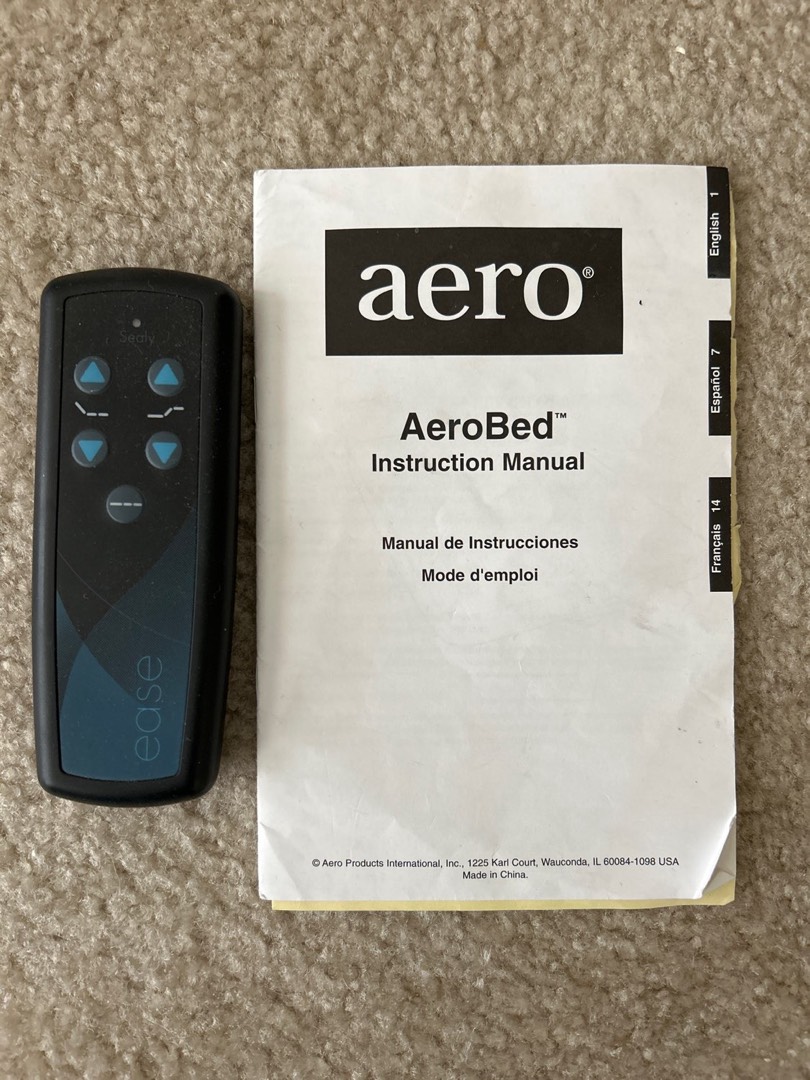 Sealy
ease
aero®
AeroBed™
Instruction Manual
Manual de Instrucciones
Mode d'emploi
© Aero Products International, Inc., 1225 Karl Court, Wauconda, IL 60084-1098 USA
Made in China.
English 1
Español 7
Français 14